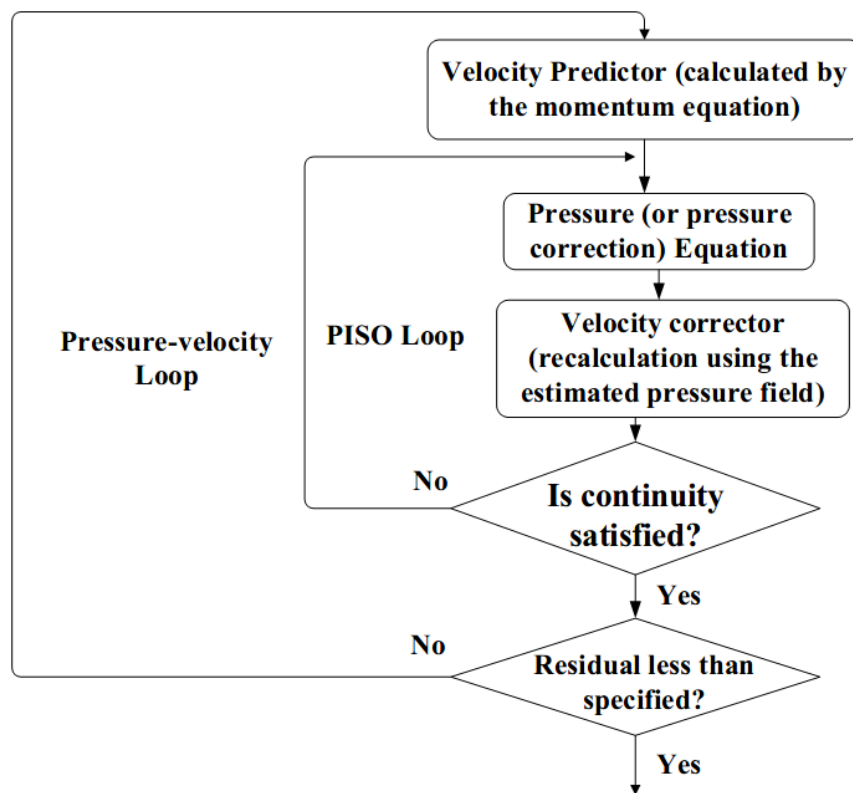 Velocity Predictor (calculated by
the momentum equation)
Pressure (or pressure
correction) Equation
Velocity corrector
(recalculation using the
estimated pressure field)
Pressure-velocity
Loop
PISO Loop
No
Is continuity
satisfied?
Yes
No
Residual less than
specified?
Yes